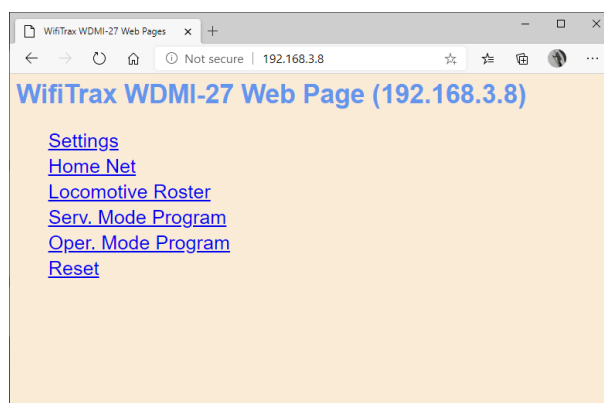 WifiTrax WDMI-27 Web Pages
Not secure 192.168.3.8
WifiTrax WDMI-27 Web Page (192.168.3.8)
Settings
Home Net
Locomotive Roster
Serv. Mode Program
Oper. Mode Program
Reset